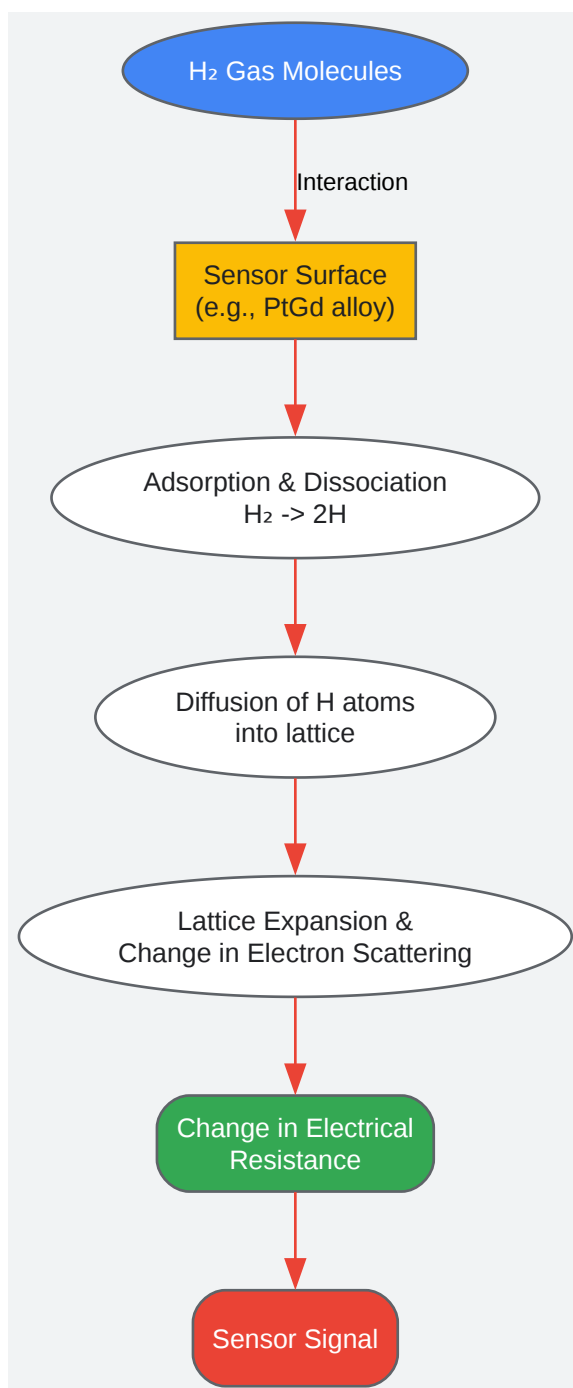 H₂ Gas Molecules
Interaction
Sensor Surface
(e.g., PtGd alloy)
Adsorption & Dissociation
H₂ -> 2H
Diffusion of H atoms
into lattice
Lattice Expansion &
Change in Electron Scattering
Change in Electrical
Resistance
Sensor Signal